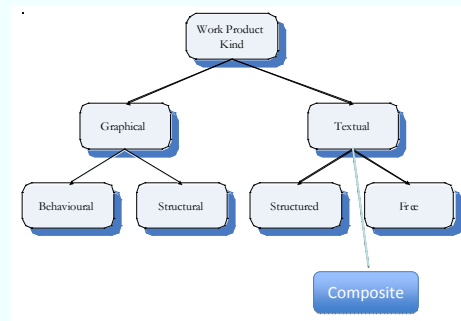 Work Product
Kind
Graphical
Textual
Behavioural
Structural
Structured
Free
Composite